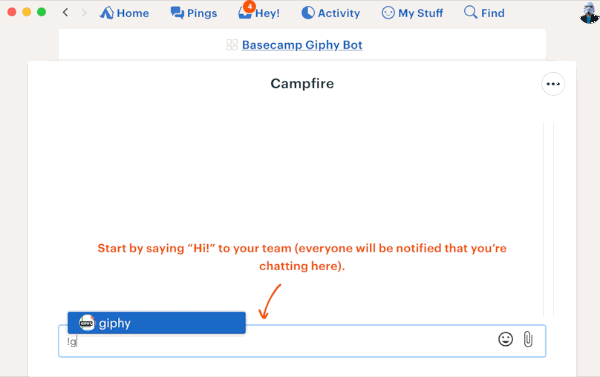 Home Pings 4 Hey! Activity My Stuff Find
Basecamp Giphy Bot
Campfire
Start by saying “Hi!” to your team (everyone will be notified that you’re
chatting here).
giphy
!g